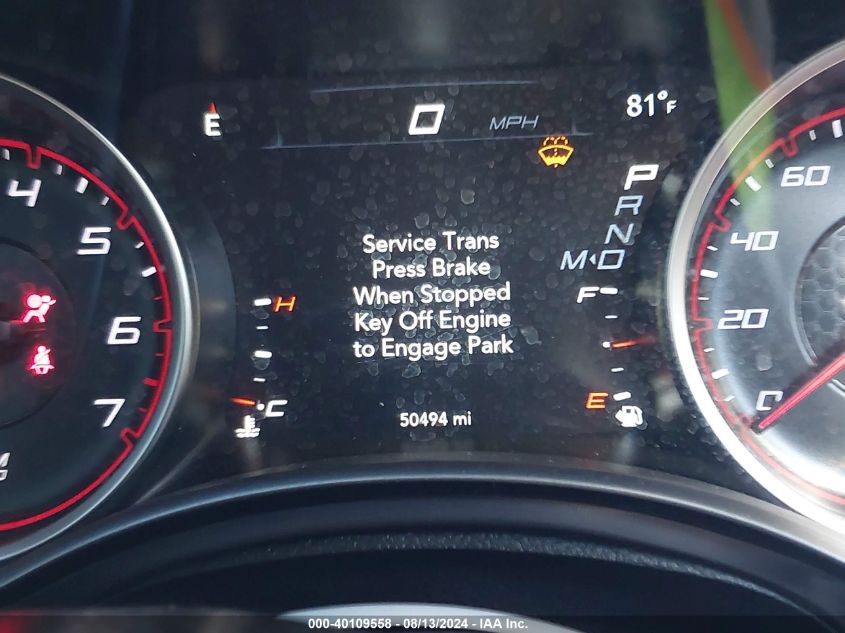 E
0 MPH
81°F
P
R
N
M◂D
Service Trans
Press Brake
When Stopped
Key Off Engine
to Engage Park
H
C
F
E
50494 mi
4
5
6
7
60
40
20
0
000-40109558 - 08/13/2024 - IAA Inc.